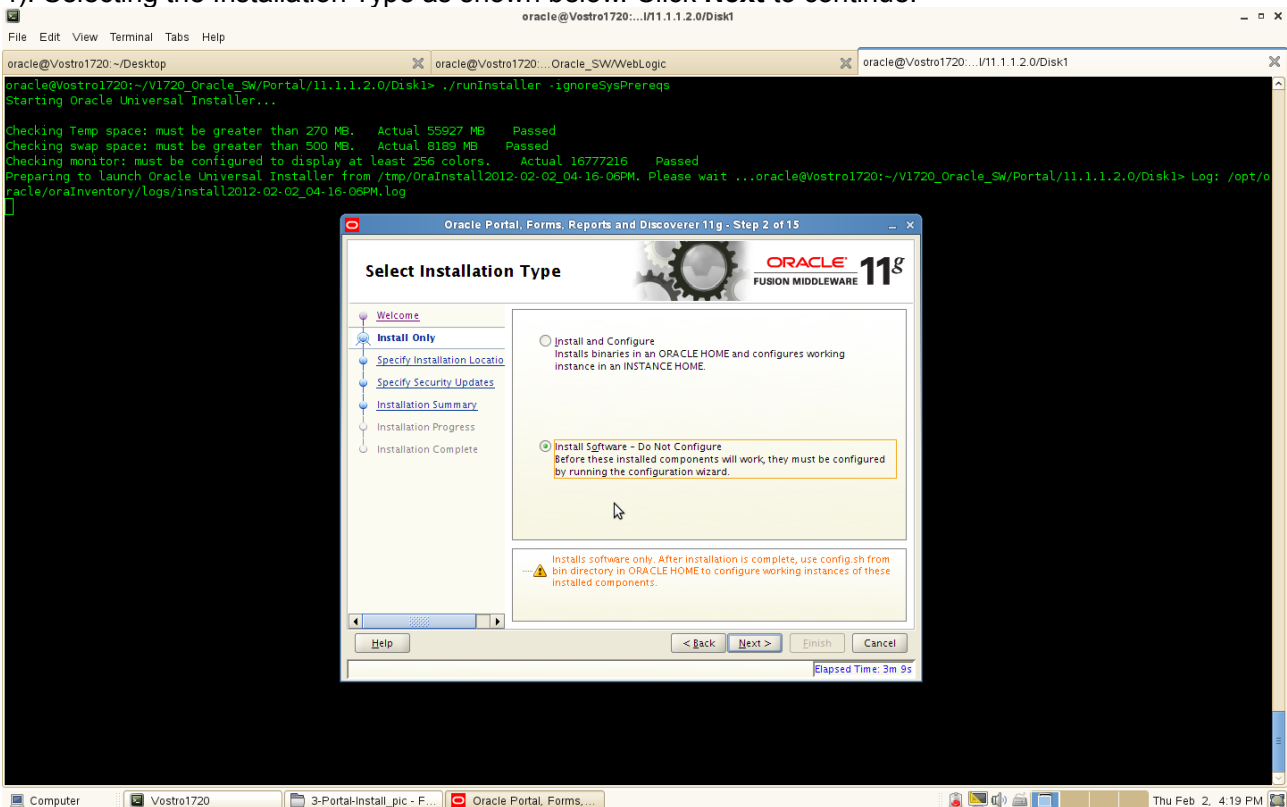 4). Selecting the Installation Type as shown below. Click Next to continue.
oracle@Vostro1720:...l/11.1.1.2.0/Disk1
File Edit View Terminal Tabs Help
oracle@Vostro1720:~/Desktop
oracle@Vostro1720:...Oracle_SW/WebLogic
oracle@Vostro1720:...l/11.1.1.2.0/Disk1
oracle@Vostro1720:~/V1720_Oracle_SW/Portal/11.1.1.2.0/Disk1> ./runInstaller -ignoreSysPrereqs
Starting Oracle Universal Installer...
Checking Temp space: must be greater than 270 MB. Actual 55927 MB Passed
Checking swap space: must be greater than 500 MB. Actual 8189 MB Passed
Checking monitor: must be configured to display at least 256 colors. Actual 16777216 Passed
Preparing to launch Oracle Universal Installer from /tmp/OraInstall2012-02-02_04-16-06PM. Please wait ...oracle@Vostro1720:~/V1720_Oracle_SW/Portal/11.1.1.2.0/Disk1> Log: /opt/o
racle/oraInventory/logs/install2012-02-02_04-16-06PM.log
Oracle Portal, Forms, Reports and Discoverer 11g - Step 2 of 15
Select Installation Type
ORACLE
FUSION MIDDLEWARE
11g
Welcome
Install Only
Specify Installation Locatio
Specify Security Updates
Installation Summary
Installation Progress
Installation Complete
Install and Configure
Installs binaries in an ORACLE HOME and configures working
instance in an INSTANCE HOME.
Install Software - Do Not Configure
Before these installed components will work, they must be configured
by running the configuration wizard.
Installs software only. After installation is complete, use config.sh from
bin directory in ORACLE HOME to configure working instances of these
installed components.
Help
< Back
Next >
Finish
Cancel
Elapsed Time: 3m 9s
Computer
Vostro1720
3-Portal-Install_pic - F...
Oracle Portal, Forms,...
Thu Feb 2, 4:19 PM